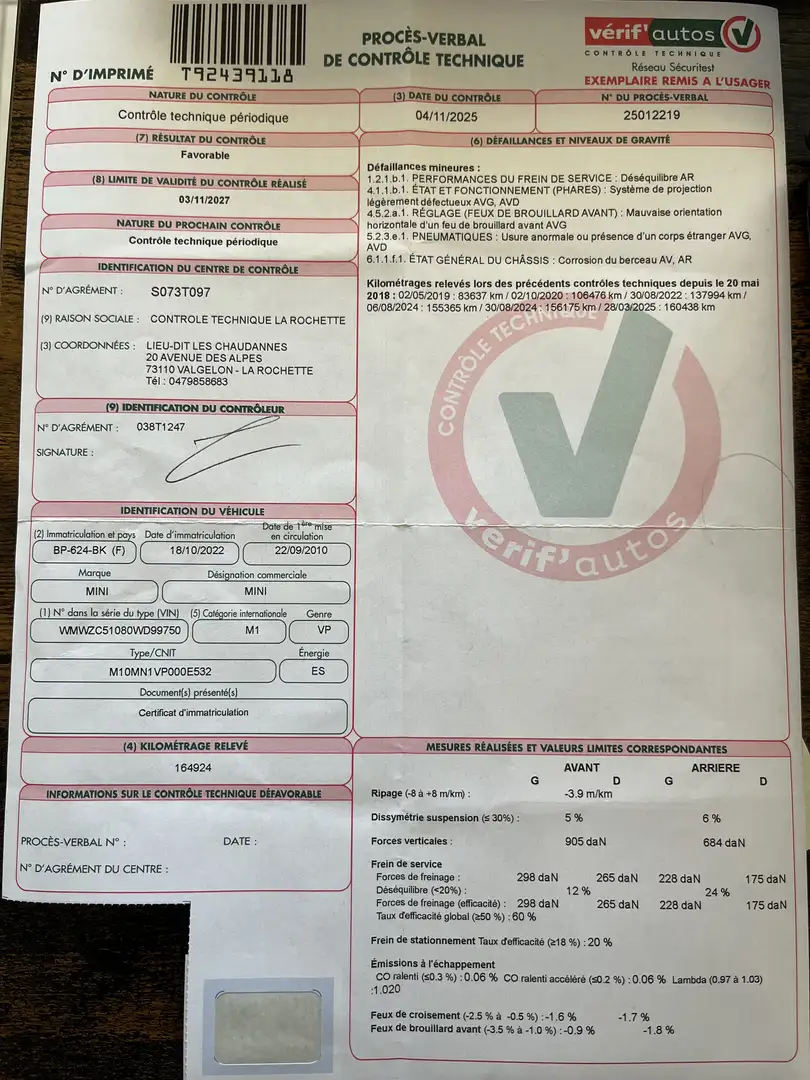 N° D'IMPRIMÉ
T92439118
PROCÈS-VERBAL
DE CONTRÔLE TECHNIQUE
vérif'autos
CONTRÔLE TECHNIQUE
Réseau Sécuritest
EXEMPLAIRE REMIS A L'USAGER
NATURE DU CONTRÔLE
Contrôle technique périodique
(3) DATE DU CONTRÔLE
04/11/2025
N° DU PROCÈS-VERBAL
25012219
(7) RÉSULTAT DU CONTRÔLE
Favorable
(8) LIMITE DE VALIDITÉ DU CONTRÔLE RÉALISÉ
03/11/2027
NATURE DU PROCHAIN CONTRÔLE
Contrôle technique périodique
IDENTIFICATION DU CENTRE DE CONTRÔLE
N° D'AGRÉMENT : S073T097
(9) RAISON SOCIALE : CONTROLE TECHNIQUE LA ROCHETTE
(3) COORDONNÉES : LIEU-DIT LES CHAUDANNES
20 AVENUE DES ALPES
73110 VALGELON - LA ROCHETTE
Tél : 0479858683
(9) IDENTIFICATION DU CONTRÔLEUR
N° D'AGRÉMENT : 038T1247
SIGNATURE :
(6) DÉFAILLANCES ET NIVEAUX DE GRAVITÉ
Défaillances mineures :
1.2.1.b.1. PERFORMANCES DU FREIN DE SERVICE : Déséquilibre AR
4.1.1.b.1. ÉTAT ET FONCTIONNEMENT (PHARES) : Système de projection
légèrement défectueux AVG, AVD
4.5.2.a.1. RÉGLAGE (FEUX DE BROUILLARD AVANT) : Mauvaise orientation
horizontale d'un feu de brouillard avant AVG
5.2.3.e.1. PNEUMATIQUES : Usure anormale ou présence d'un corps étranger AVG,
AVD
6.1.1.f.1. ÉTAT GÉNÉRAL DU CHÂSSIS : Corrosion du berceau AV, AR
Kilométrages relevés lors des précédents contrôles techniques depuis le 20 mai
2018 : 02/05/2019 : 83637 km / 02/10/2020 : 106476 km / 30/08/2022 : 137994 km /
06/08/2024 : 155365 km / 30/08/2024 : 156175 km / 28/03/2025 : 160438 km
CONTRÔLE TECHNIQUE
vérif'autos
IDENTIFICATION DU VÉHICULE
(2) Immatriculation et pays Date d'immatriculation Date de 1ère mise
en circulation
BP-624-BK (F) 18/10/2022 22/09/2010
Marque Désignation commerciale
MINI MINI
(1) N° dans la série du type (VIN) (5) Catégorie internationale Genre
WMWZC51080WD99750 M1 VP
Type/CNIT Énergie
M10MN1VP000E532 ES
Document(s) présenté(s)
Certificat d'immatriculation
(4) KILOMÉTRAGE RELEVÉ
164924
INFORMATIONS SUR LE CONTRÔLE TECHNIQUE DÉFAVORABLE
PROCÈS-VERBAL N° : DATE :
N° D'AGRÉMENT DU CENTRE :
MESURES RÉALISÉES ET VALEURS LIMITES CORRESPONDANTES
AVANT ARRIERE
G D G D
Ripage (-8 à +8 m/km) : -3.9 m/km
Dissymétrie suspension (≤ 30%) : 5 % 6 %
Forces verticales : 905 daN 684 daN
Frein de service
Forces de freinage : 298 daN 265 daN 228 daN 175 daN
Déséquilibre (<20%) : 12 % 24 %
Forces de freinage (efficacité) : 298 daN 265 daN 228 daN 175 daN
Taux d'efficacité global (≥50 %) : 60 %
Frein de stationnement Taux d'efficacité (≥18 %) : 20 %
Émissions à l'échappement
CO ralenti (≤0.3 %) : 0.06 % CO ralenti accéléré (≤0.2 %) : 0.06 % Lambda (0.97 à 1.03)
:1.020
Feux de croisement (-2.5 % à -0.5 %) : -1.6 % -1.7 %
Feux de brouillard avant (-3.5 % à -1.0 %) : -0.9 % -1.8 %